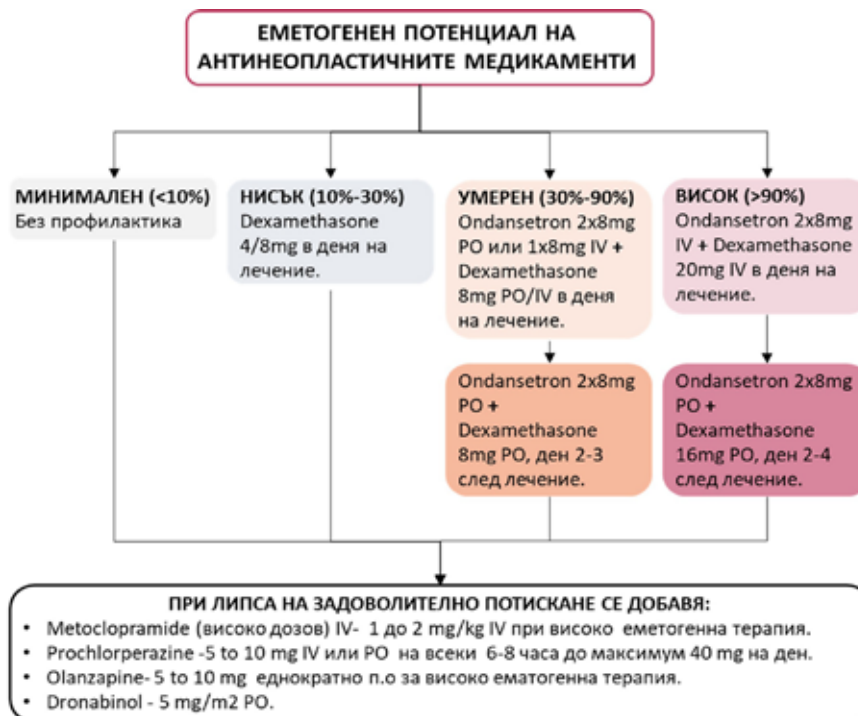 ЕМЕТОГЕНЕН ПОТЕНЦИАЛ НА
АНТИНЕОПЛАСТИЧНИТЕ МЕДИКАМЕНТИ
МИНИМАЛЕН (<10%)
Без профилактика
НИСЪК (10%-30%)
Dexamethasone
4/8mg в деня на
лечение.
УМЕРЕН (30%-90%)
Ondansetron 2x8mg
PO или 1x8mg IV +
Dexamethasone
8mg PO/IV в деня
на лечение.
ВИСОК (>90%)
Ondansetron 2x8mg
IV + Dexamethasone
20mg IV в деня на
лечение.
Ondansetron 2x8mg
PO +
Dexamethasone
8mg PO, ден 2-3
след лечение.
Ondansetron 2x8mg
PO +
Dexamethasone
16mg PO, ден 2-4
след лечение.
ПРИ ЛИПСА НА ЗАДОВОЛИТЕЛНО ПОТИСКАНЕ СЕ ДОБАВЯ:
• Metoclopramide (високо дозов) IV- 1 до 2 mg/kg IV при високо еметогенна терапия.
• Prochlorperazine -5 to 10 mg IV или PO на всеки 6-8 часа до максимум 40 mg на ден.
• Olanzapine- 5 to 10 mg еднократно п.о за високо ематогенна терапия.
• Dronabinol - 5 mg/m2 PO.